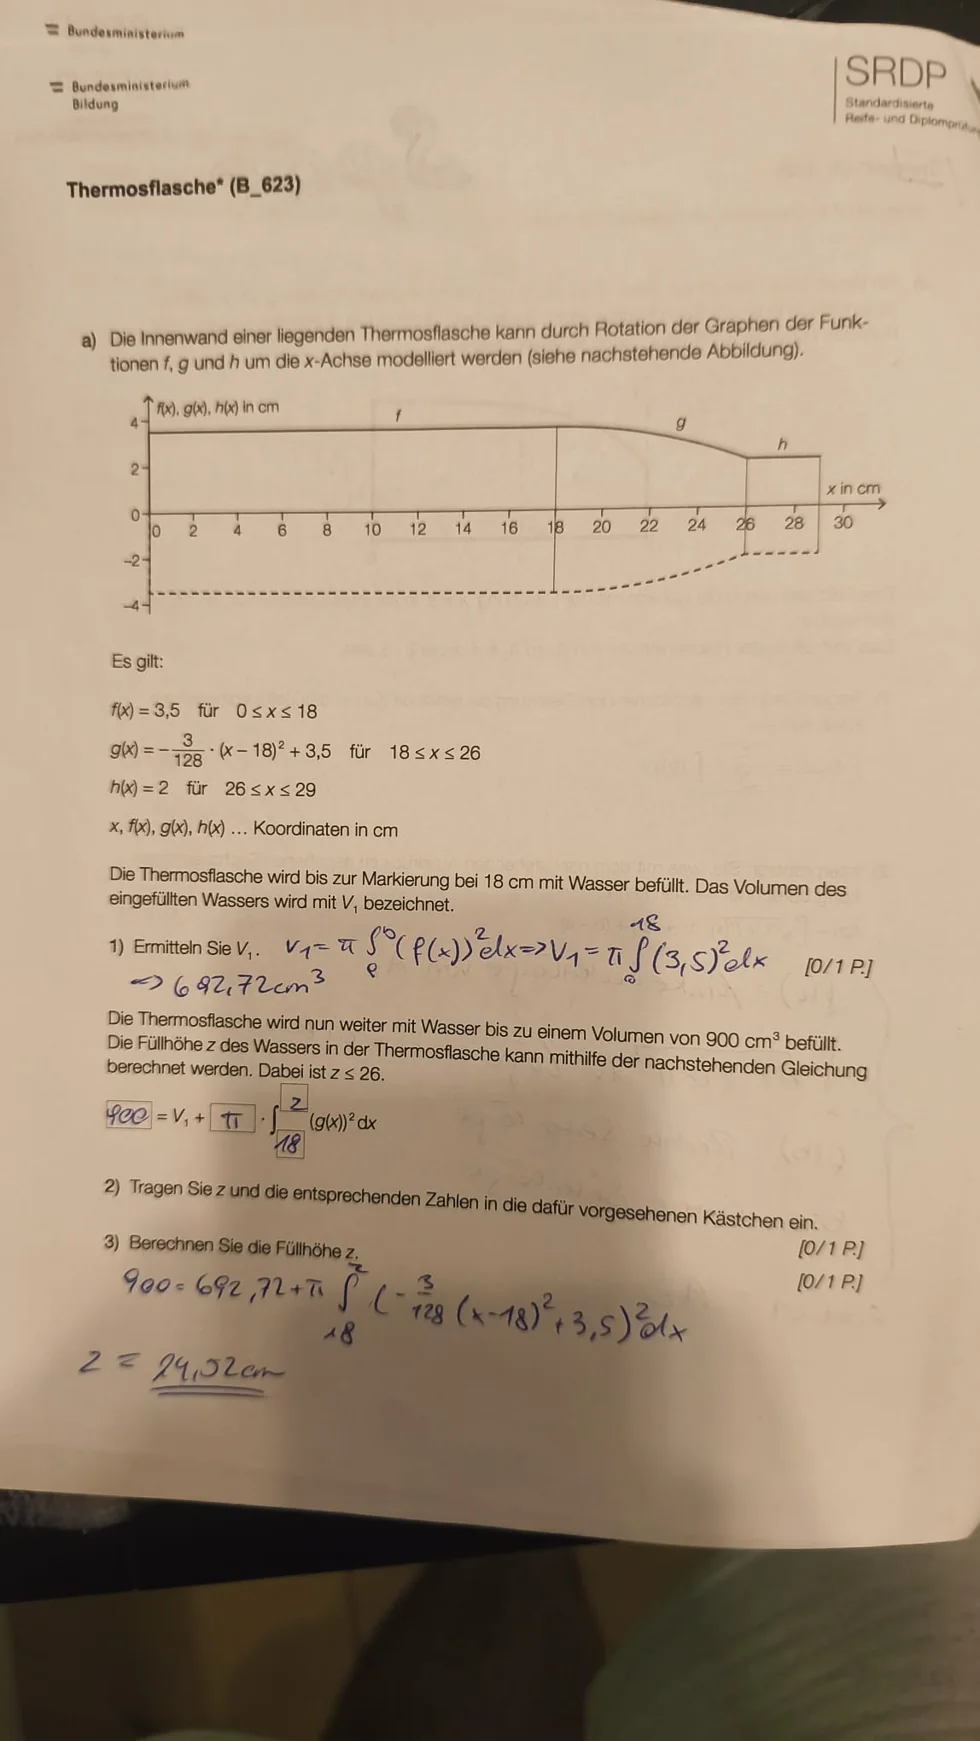 Bundesministerium
Bundesministerium
Bildung
SRDP
Standardisierte
Reife- und Diplomprüfung
Thermosflasche* (B_623)
a) Die Innenwand einer liegenden Thermosflasche kann durch Rotation der Graphen der Funk-
tionen f, g und h um die x-Achse modelliert werden (siehe nachstehende Abbildung).
f(x), g(x), h(x) in cm
f
g
h
x in cm
4
2
0
-2
-4
0 2 4 6 8 10 12 14 16 18 20 22 24 26 28 30
Es gilt:
f(x) = 3,5 für 0 ≤ x ≤ 18
g(x) = -3/128 · (x – 18)² + 3,5 für 18 ≤ x ≤ 26
h(x) = 2 für 26 ≤ x ≤ 29
x, f(x), g(x), h(x) … Koordinaten in cm
Die Thermosflasche wird bis zur Markierung bei 18 cm mit Wasser befüllt. Das Volumen des
eingefüllten Wassers wird mit V₁ bezeichnet.
1) Ermitteln Sie V₁. V₁ = π ∫ (f(x))² dx => V₁ = π ∫₀¹⁸ (3,5)² dx [0/1 P.]
=> 692,72 cm³
Die Thermosflasche wird nun weiter mit Wasser bis zu einem Volumen von 900 cm³ befüllt.
Die Füllhöhe z des Wassers in der Thermosflasche kann mithilfe der nachstehenden Gleichung
berechnet werden. Dabei ist z ≤ 26.
900 = V₁ + π · ∫₁₈ᶻ (g(x))² dx
2) Tragen Sie z und die entsprechenden Zahlen in die dafür vorgesehenen Kästchen ein.
[0/1 P.]
3) Berechnen Sie die Füllhöhe z.
[0/1 P.]
900 = 692,72 + π ∫₁₈ᶻ (-3/128 (x-18)² + 3,5)² dx
z = 24,52 cm